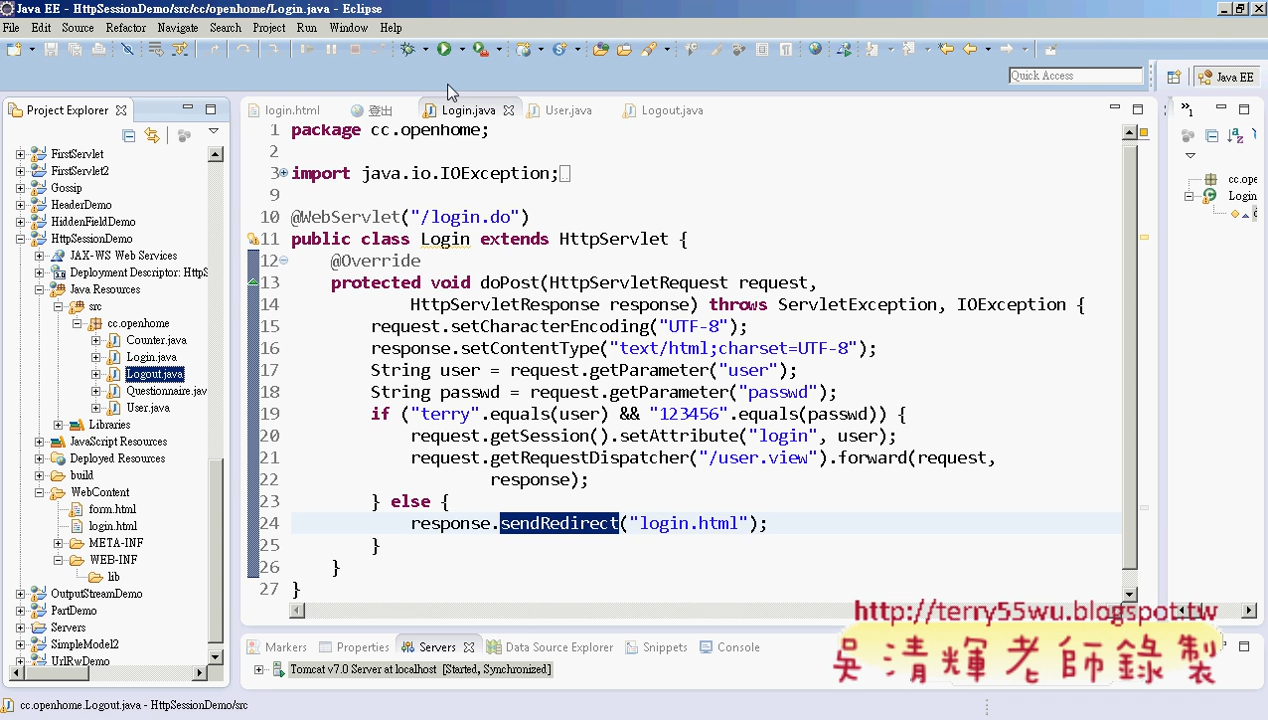 Java EE - HttpSessionDemo/src/cc/openhome/Login.java - Eclipse
File Edit Source Refactor Navigate Search Project Run Window Help
Quick Access
Java EE
Project Explorer
login.html 登出 Login.java User.java Logout.java
FirstServlet
FirstServlet2
Gossip
HeaderDemo
HiddenFieldDemo
HttpSessionDemo
JAX-WS Web Services
Deployment Descriptor: HttpS
Java Resources
src
cc.openhome
Counter.java
Login.java
Logout.java
Questionnaire.jav
User.java
Libraries
JavaScript Resources
Deployed Resources
build
WebContent
form.html
login.html
META-INF
WEB-INF
lib
OutputStreamDemo
PartDemo
Servers
SimpleModel2
UrlRwDemo
1 package cc.openhome;
2
3 import java.io.IOException;
9
10 @WebServlet("/login.do")
11 public class Login extends HttpServlet {
12 @Override
13 protected void doPost(HttpServletRequest request,
14 HttpServletResponse response) throws ServletException, IOException {
15 request.setCharacterEncoding("UTF-8");
16 response.setContentType("text/html;charset=UTF-8");
17 String user = request.getParameter("user");
18 String passwd = request.getParameter("passwd");
19 if ("terry".equals(user) && "123456".equals(passwd)) {
20 request.getSession().setAttribute("login", user);
21 request.getRequestDispatcher("/user.view").forward(request,
22 response);
23 } else {
24 response.sendRedirect("login.html");
25 }
26 }
27 }
cc.ope
Login
Markers Properties Servers Data Source Explorer Snippets Console
Tomcat v7.0 Server at localhost [Started, Synchronized]
http://terry55wu.blogspot.tw
吳清輝老師錄製
cc.openhome.Logout.java - HttpSessionDemo/src